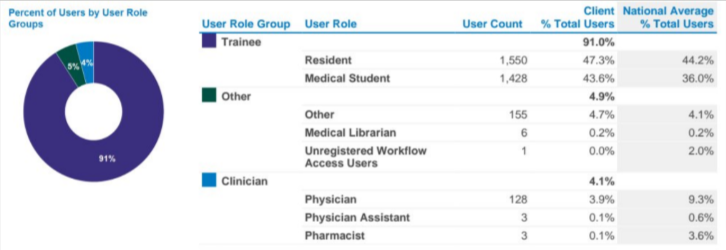 Percent of Users by User Role
Groups
5%
4%
91%
Client National Average
User Role Group User Role User Count % Total Users % Total Users
Trainee 91.0%
Resident 1,550 47.3% 44.2%
Medical Student 1,428 43.6% 36.0%
Other 4.9%
Other 155 4.7% 4.1%
Medical Librarian 6 0.2% 0.2%
Unregistered Workflow 1 0.0% 2.0%
Access Users
Clinician 4.1%
Physician 128 3.9% 9.3%
Physician Assistant 3 0.1% 0.6%
Pharmacist 3 0.1% 3.6%